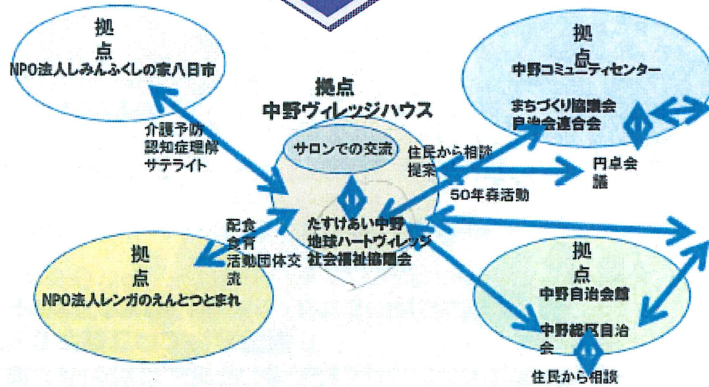 拠
点
NPO法人しみんふくしの家八日市
介護予防
認知症理解
サテライト
拠点
中野ヴィレッジハウス
サロンでの交流
たすけあい中野
地球ハートヴィレッジ
社会福祉協議会
配食
食育
活動団体交
流
拠
点
NPO法人レンガのえんとつとまれ
拠
点
中野コミュニティセンター
まちづくり協議会
自治会連合会
住民から相談
提案
円卓会
議
50年森活動
拠
点
中野自治会館
中野総区自治
会
住民から相談